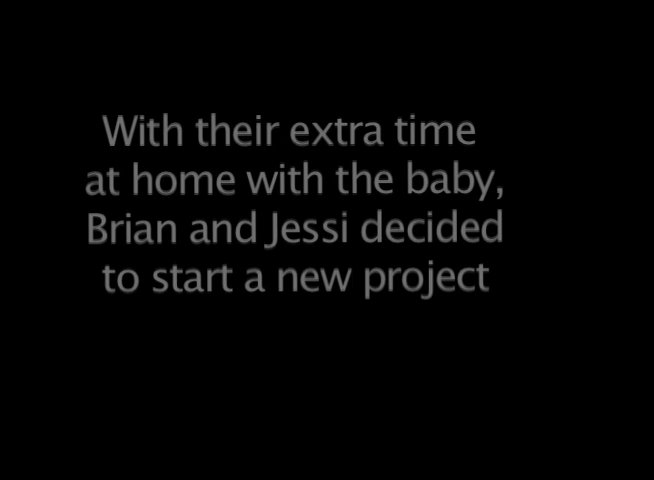 With their extra time
at home with the baby,
Brian and Jessi decided
to start a new project